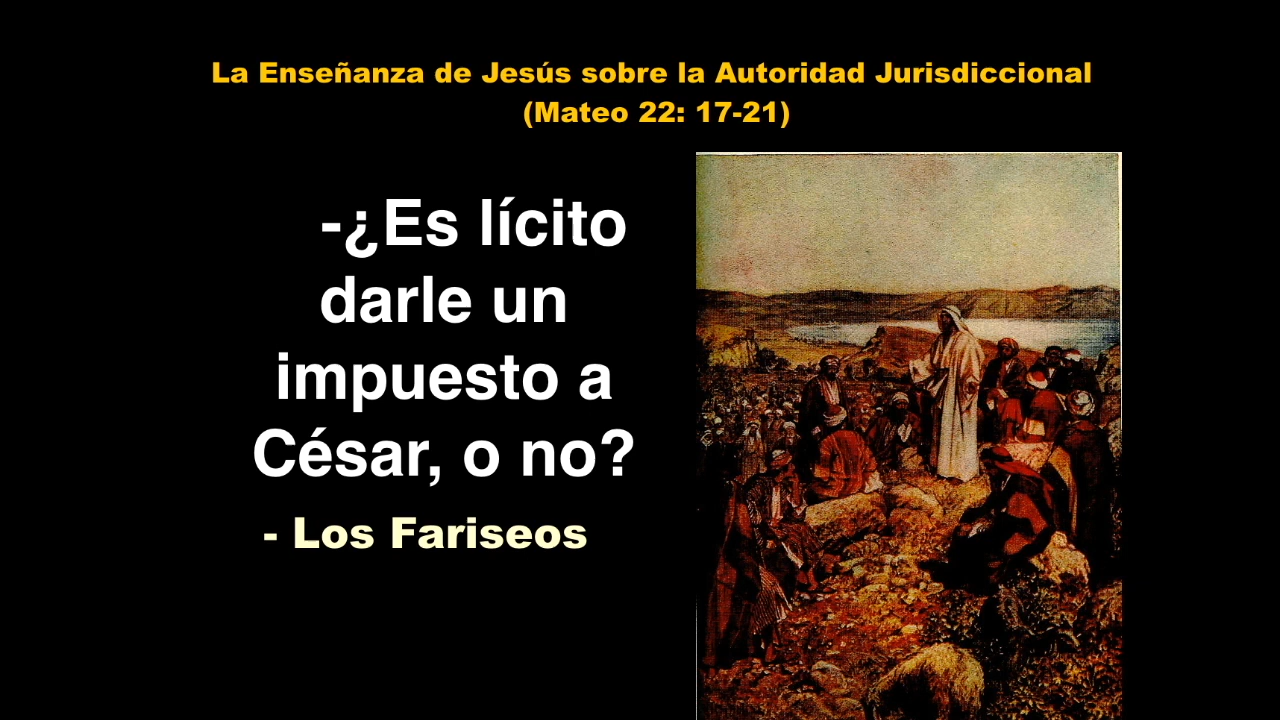 La Enseñanza de Jesús sobre la Autoridad Jurisdiccional
(Mateo 22: 17-21)
-¿Es lícito
darle un
impuesto a
César, o no?
- Los Fariseos